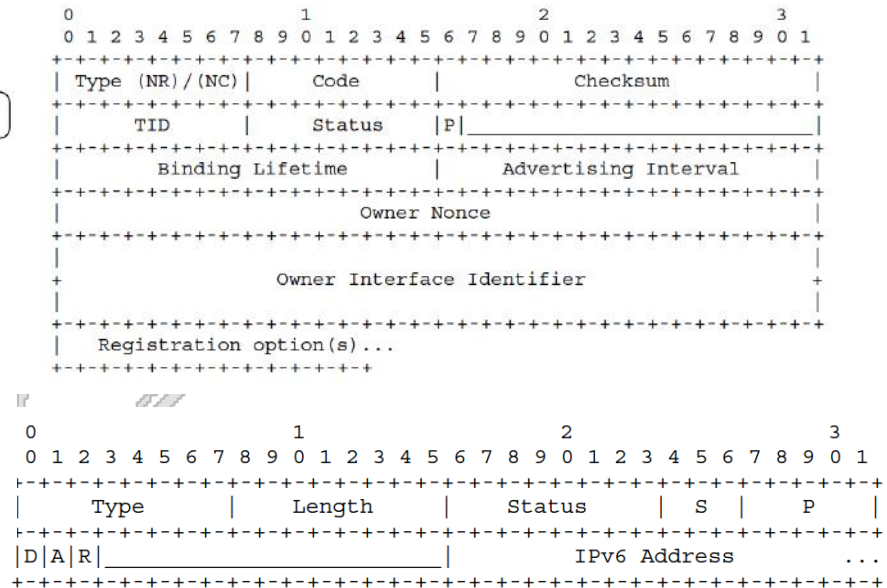 0                   1                   2                   3
0 1 2 3 4 5 6 7 8 9 0 1 2 3 4 5 6 7 8 9 0 1 2 3 4 5 6 7 8 9 0 1
+-+-+-+-+-+-+-+-+-+-+-+-+-+-+-+-+-+-+-+-+-+-+-+-+-+-+-+-+-+-+-+-+
| Type (NR)/(NC)| Code | Checksum |
+-+-+-+-+-+-+-+-+-+-+-+-+-+-+-+-+-+-+-+-+-+-+-+-+-+-+-+-+-+-+-+-+
| TID | Status |P|_____________________________|
+-+-+-+-+-+-+-+-+-+-+-+-+-+-+-+-+-+-+-+-+-+-+-+-+-+-+-+-+-+-+-+-+
| Binding Lifetime | Advertising Interval |
+-+-+-+-+-+-+-+-+-+-+-+-+-+-+-+-+-+-+-+-+-+-+-+-+-+-+-+-+-+-+-+-+
| Owner Nonce |
+-+-+-+-+-+-+-+-+-+-+-+-+-+-+-+-+-+-+-+-+-+-+-+-+-+-+-+-+-+-+-+-+
| |
+ Owner Interface Identifier +
| |
+-+-+-+-+-+-+-+-+-+-+-+-+-+-+-+-+-+-+-+-+-+-+-+-+-+-+-+-+-+-+-+-+
| Registration option(s)...
+-+-+-+-+-+-+-+-+-+-+-+-+-+
0                   1                   2                   3
0 1 2 3 4 5 6 7 8 9 0 1 2 3 4 5 6 7 8 9 0 1 2 3 4 5 6 7 8 9 0 1
+-+-+-+-+-+-+-+-+-+-+-+-+-+-+-+-+-+-+-+-+-+-+-+-+-+-+-+-+-+-+-+-+
| Type | Length | Status | S | P |
+-+-+-+-+-+-+-+-+-+-+-+-+-+-+-+-+-+-+-+-+-+-+-+-+-+-+-+-+-+-+-+-+
|D|A|R|_________________________| IPv6 Address ...
+-+-+-+-+-+-+-+-+-+-+-+-+-+-+-+-+-+-+-+-+-+-+-+-+-+-+-+-+-+-+-+-+